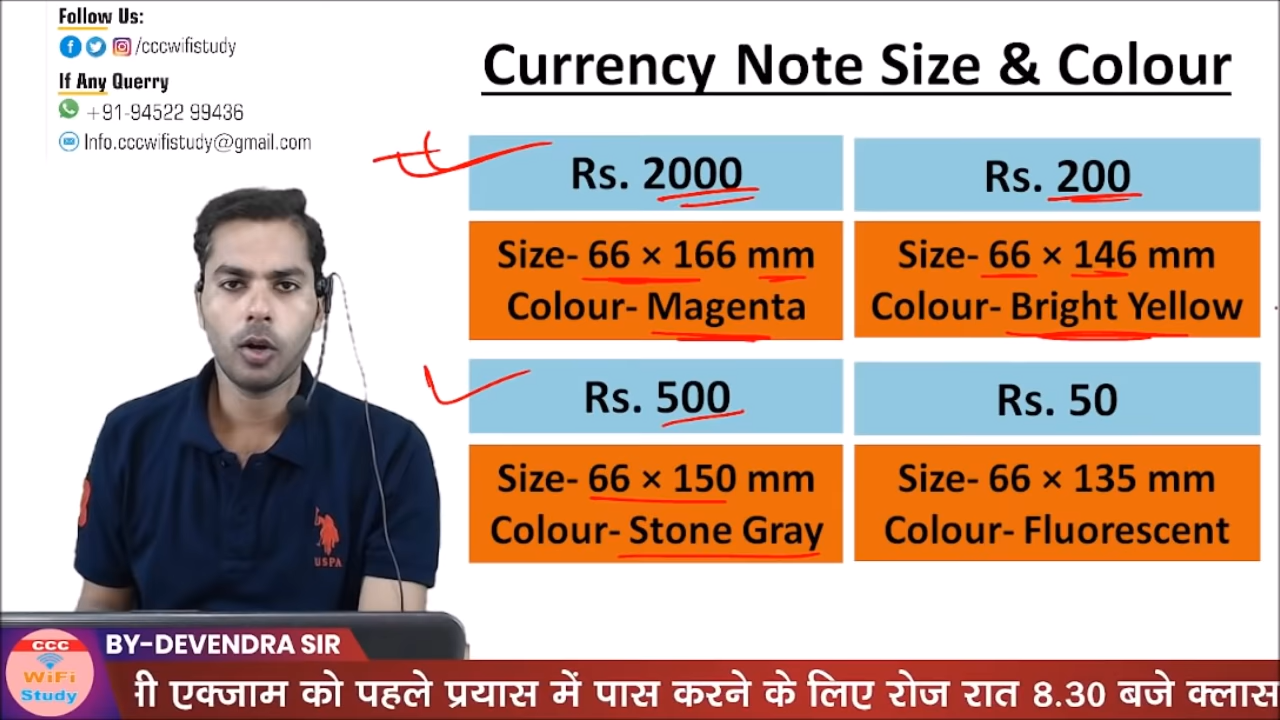 Follow Us:
/cccwifistudy
If Any Querry
+91-94522 99436
Info.cccwifistudy@gmail.com
Currency Note Size & Colour
Rs. 2000
Size- 66 × 166 mm
Colour- Magenta
Rs. 200
Size- 66 × 146 mm
Colour- Bright Yellow
Rs. 500
Size- 66 × 150 mm
Colour- Stone Gray
Rs. 50
Size- 66 × 135 mm
Colour- Fluorescent
USPA
CCC
WiFi
Study
BY-DEVENDRA SIR
एक्जाम को पहले प्रयास में पास करने के लिए रोज रात 8.30 बजे क्लास